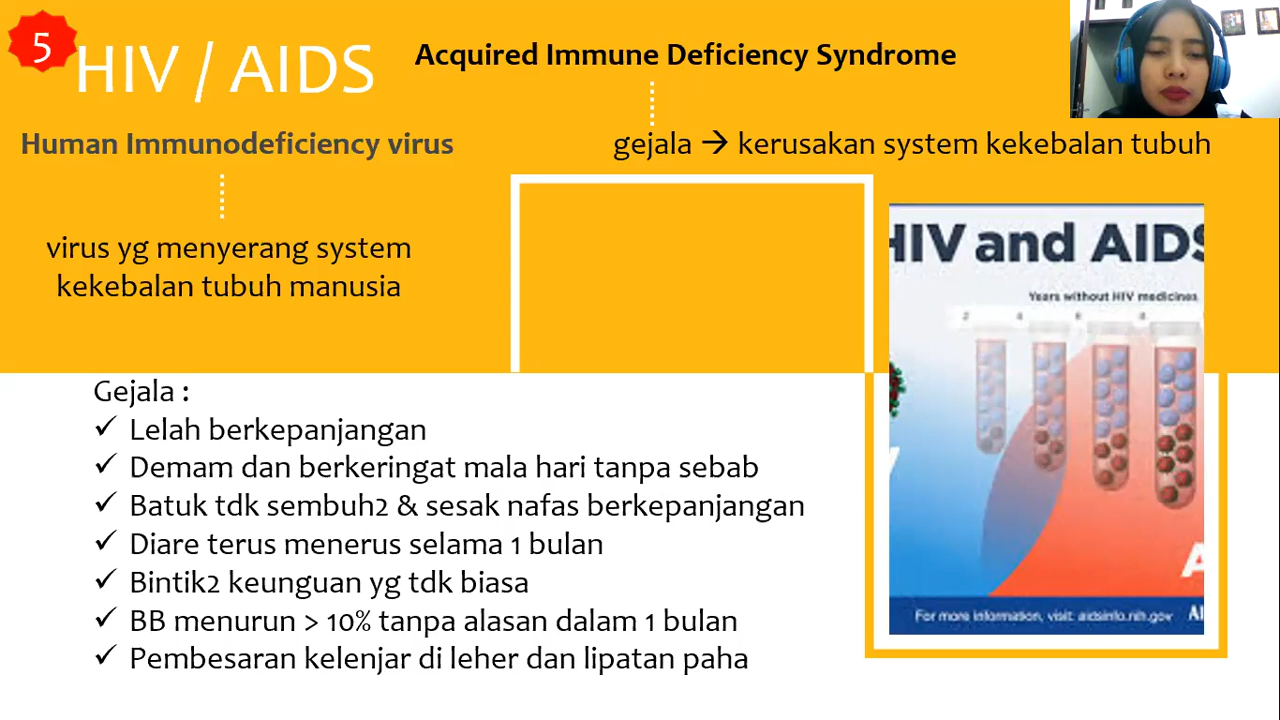 5
HIV / AIDS
Acquired Immune Deficiency Syndrome
Human Immunodeficiency virus
gejala → kerusakan system kekebalan tubuh
virus yg menyerang system
kekebalan tubuh manusia
HIV and AIDS
Years without HIV medicines
2 4 6 8
For more information, visit: aidsinfo.nih.gov
Gejala :
✓ Lelah berkepanjangan
✓ Demam dan berkeringat mala hari tanpa sebab
✓ Batuk tdk sembuh2 & sesak nafas berkepanjangan
✓ Diare terus menerus selama 1 bulan
✓ Bintik2 keunguan yg tdk biasa
✓ BB menurun > 10% tanpa alasan dalam 1 bulan
✓ Pembesaran kelenjar di leher dan lipatan paha